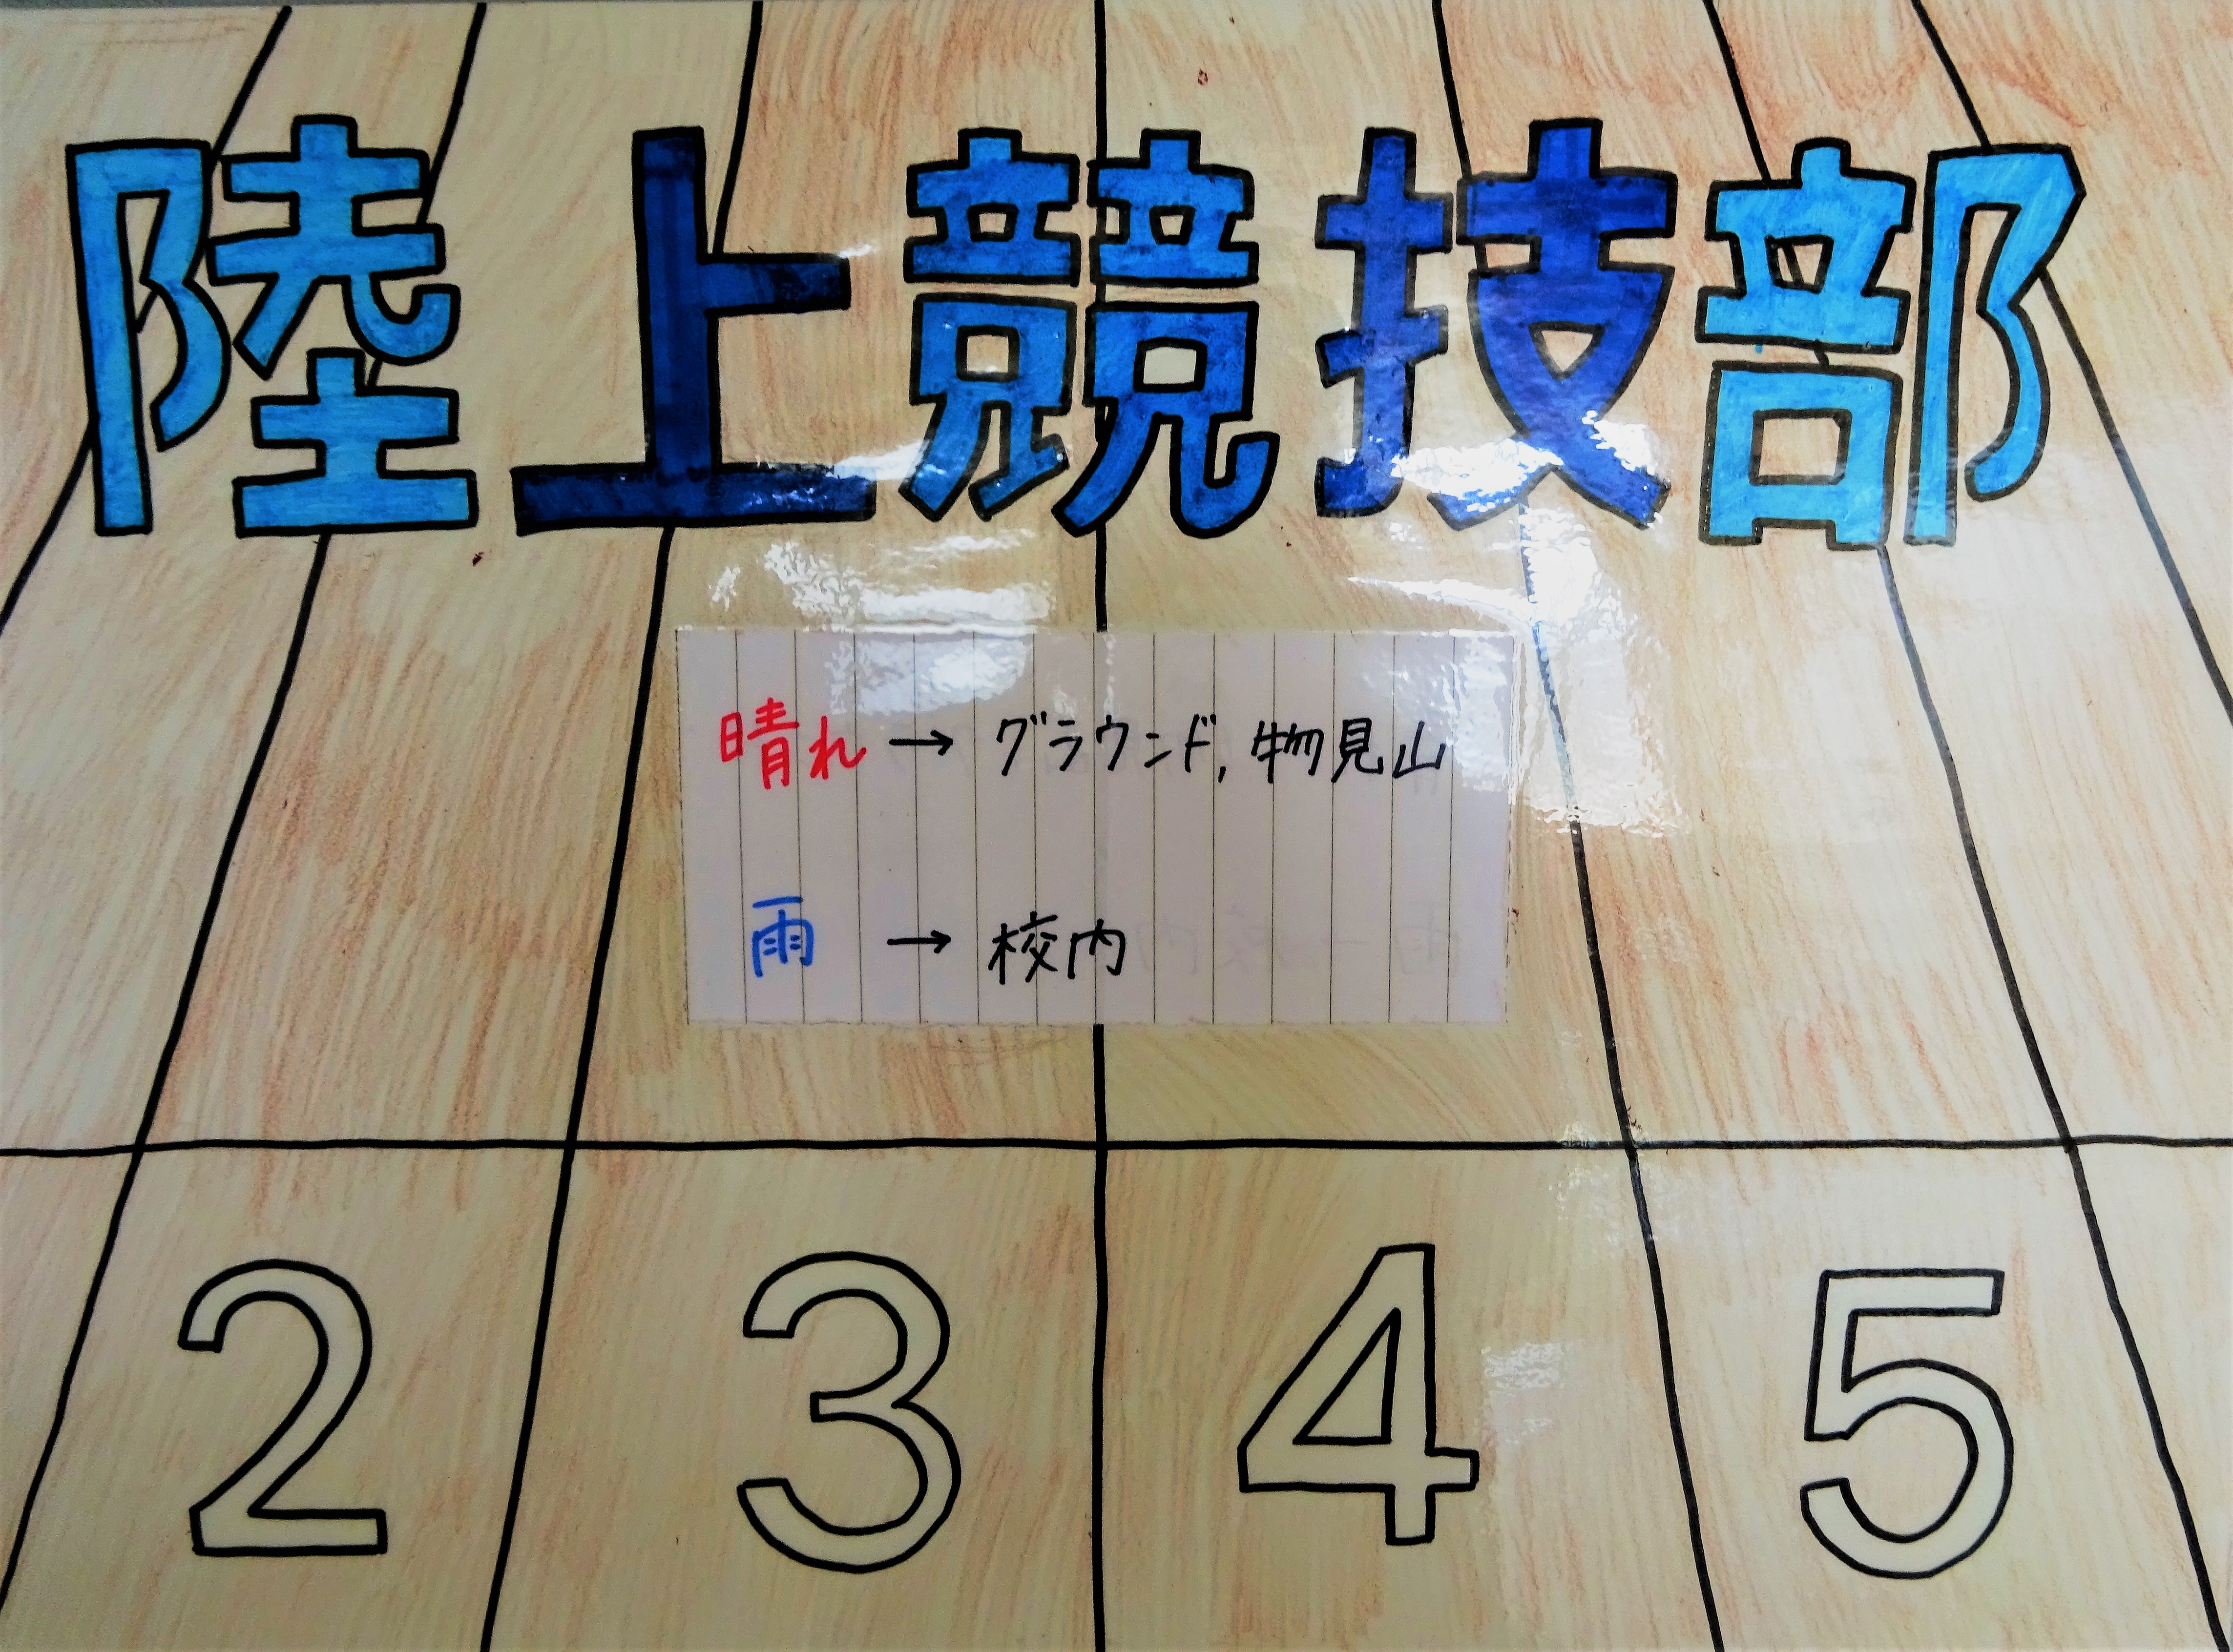 陸上競技部
晴れ → グラウンド, 物見山
雨 → 校内
2 3 4 5